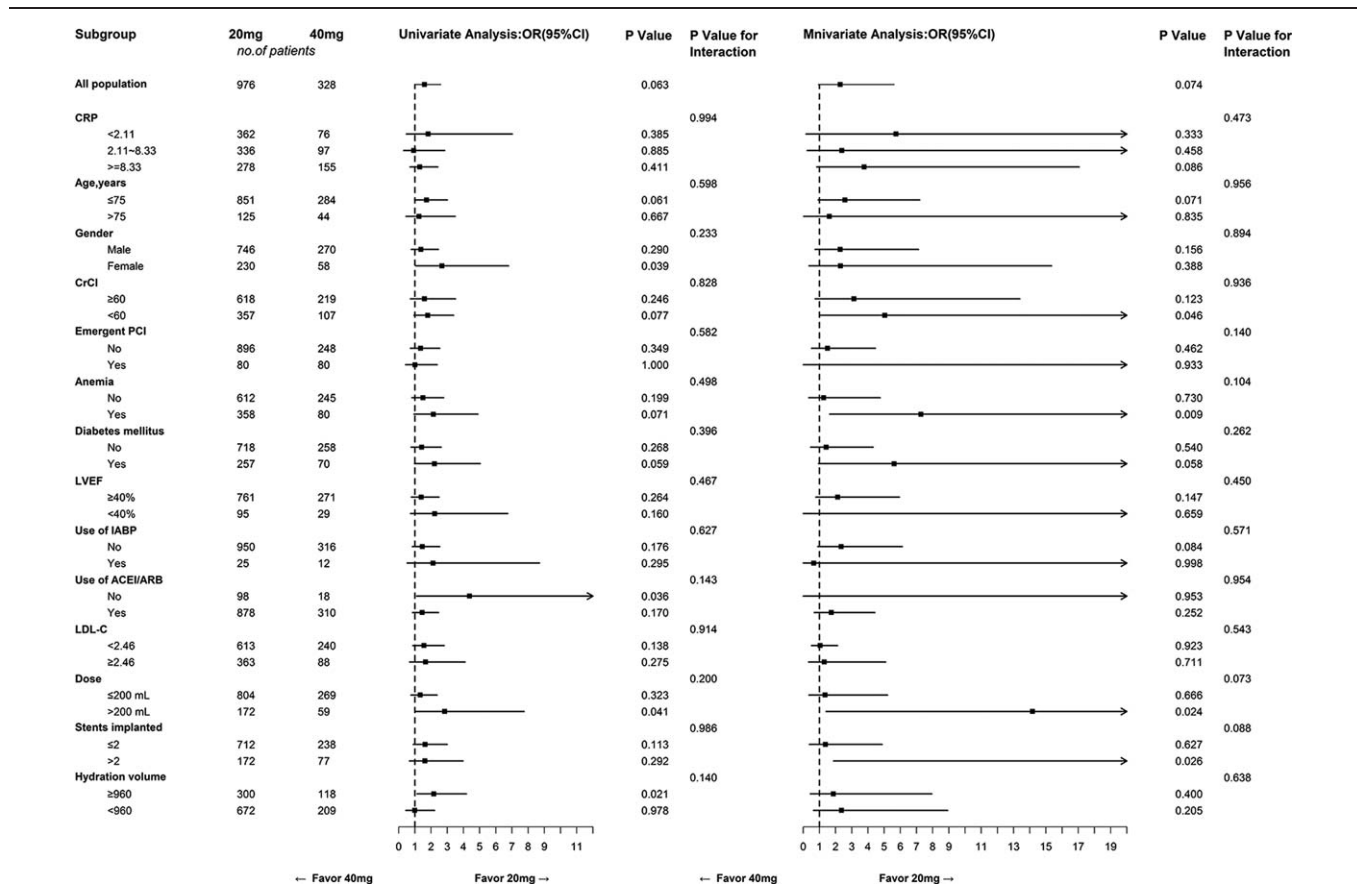 Subgroup 20mg 40mg Univariate Analysis:OR(95%CI) P Value P Value for Interaction Mnivariate Analysis:OR(95%CI) P Value P Value for Interaction
no.of patients
All population 976 328 0.063 0.074
CRP 0.994 0.473
<2.11 362 76 0.385 0.333
2.11~8.33 336 97 0.885 0.458
>=8.33 278 155 0.411 0.086
Age,years 0.598 0.956
≤75 851 284 0.061 0.071
>75 125 44 0.667 0.835
Gender 0.233 0.894
Male 746 270 0.290 0.156
Female 230 58 0.039 0.388
CrCl 0.828 0.936
≥60 618 219 0.246 0.123
<60 357 107 0.077 0.046
Emergent PCI 0.582 0.140
No 896 248 0.349 0.462
Yes 80 80 1.000 0.933
Anemia 0.498 0.104
No 612 245 0.199 0.730
Yes 358 80 0.071 0.009
Diabetes mellitus 0.396 0.262
No 718 258 0.268 0.540
Yes 257 70 0.059 0.058
LVEF 0.467 0.450
≥40% 761 271 0.264 0.147
<40% 95 29 0.160 0.659
Use of IABP 0.627 0.571
No 950 316 0.176 0.084
Yes 25 12 0.295 0.998
Use of ACEI/ARB 0.143 0.954
No 98 18 0.036 0.953
Yes 878 310 0.170 0.252
LDL-C 0.914 0.543
<2.46 613 240 0.138 0.923
≥2.46 363 88 0.275 0.711
Dose 0.200 0.073
≤200 mL 804 269 0.323 0.666
>200 mL 172 59 0.041 0.024
Stents implanted 0.986 0.088
≤2 712 238 0.113 0.627
>2 172 77 0.292 0.026
Hydration volume 0.140 0.638
≥960 300 118 0.021 0.400
<960 672 209 0.978 0.205
0 1 2 3 4 5 6 7 8 9 11 0 1 2 3 4 5 6 7 8 9 11 13 15 17 19
← Favor 40mg Favor 20mg → ← Favor 40mg Favor 20mg →